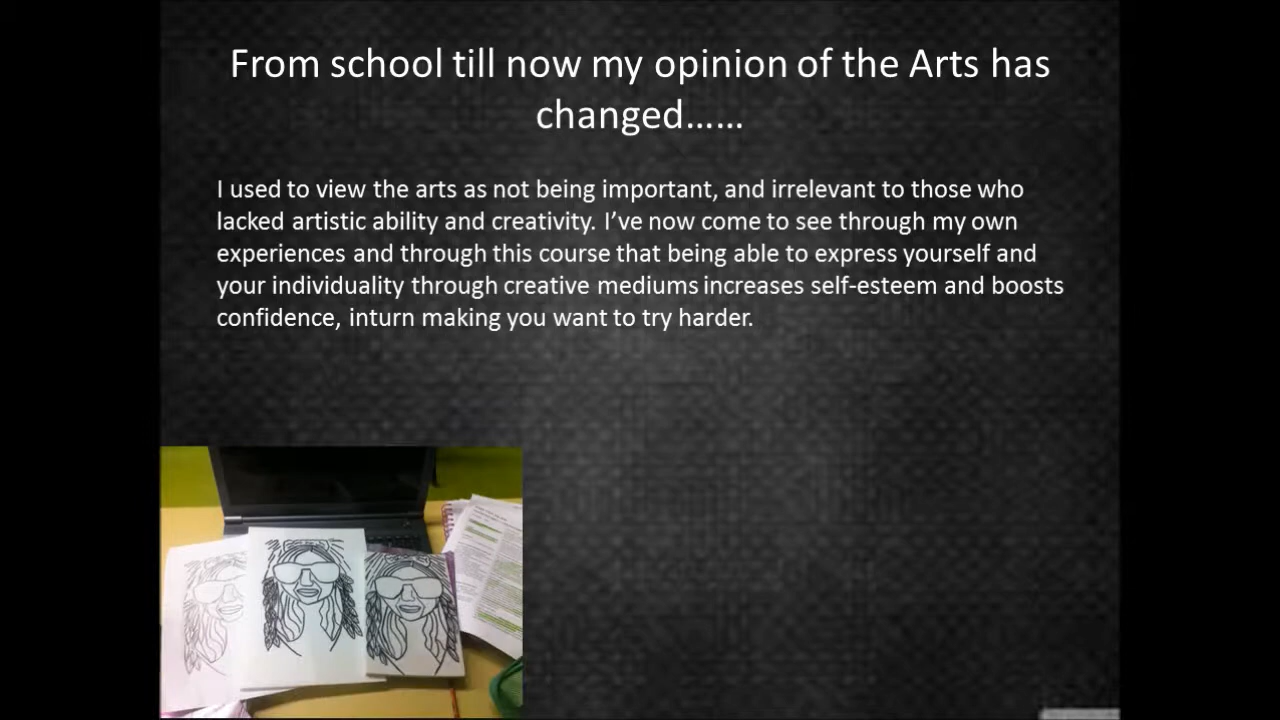 From school till now my opinion of the Arts has
changed......
I used to view the arts as not being important, and irrelevant to those who
lacked artistic ability and creativity. I’ve now come to see through my own
experiences and through this course that being able to express yourself and
your individuality through creative mediums increases self-esteem and boosts
confidence, inturn making you want to try harder.